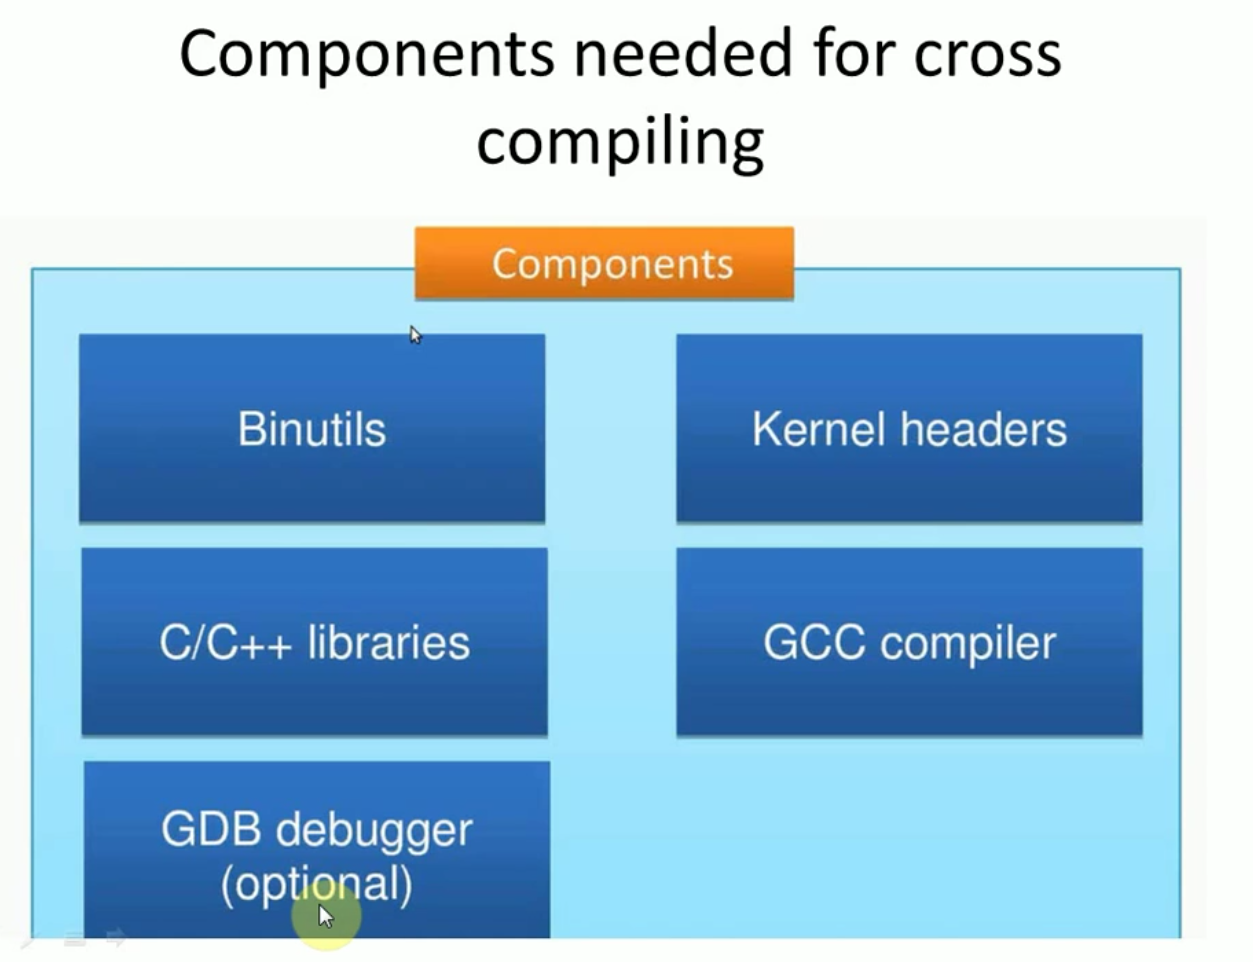 Components needed for cross
compiling
Components
Binutils
Kernel headers
C/C++ libraries
GCC compiler
GDB debugger
(optional)